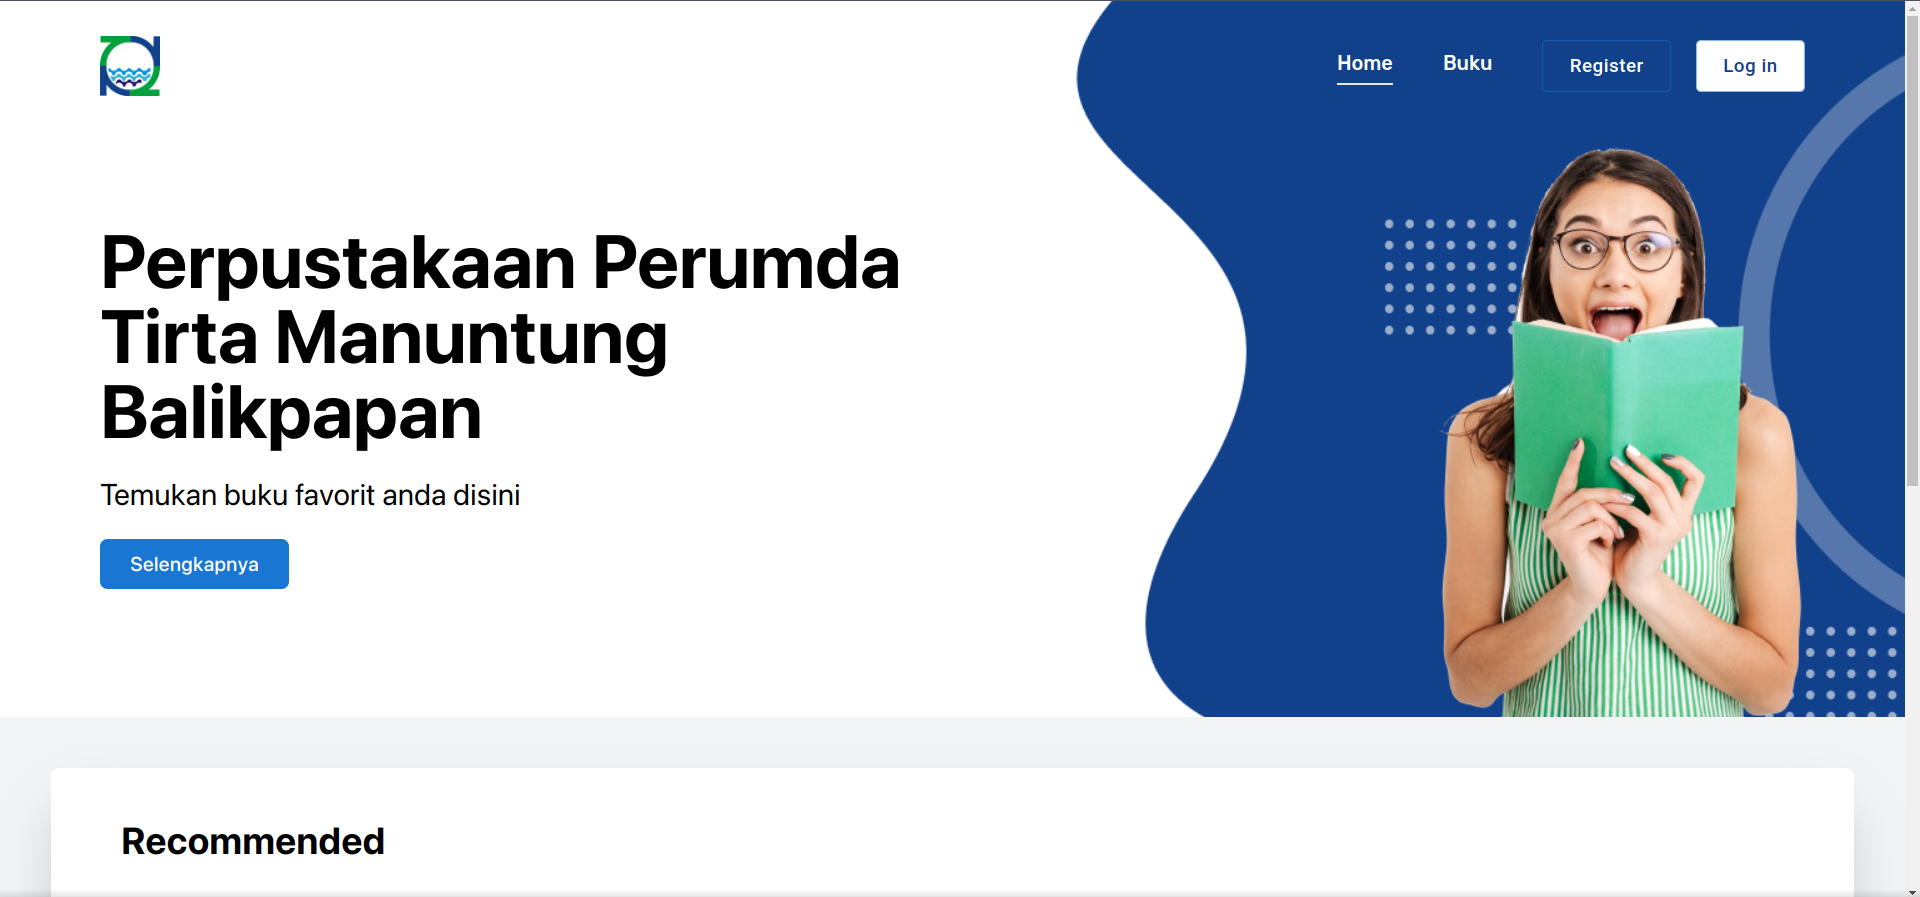 Home
Buku
Register
Log in
Perpustakaan Perumda
Tirta Manuntung
Balikpapan
Temukan buku favorit anda disini
Selengkapnya
Recommended